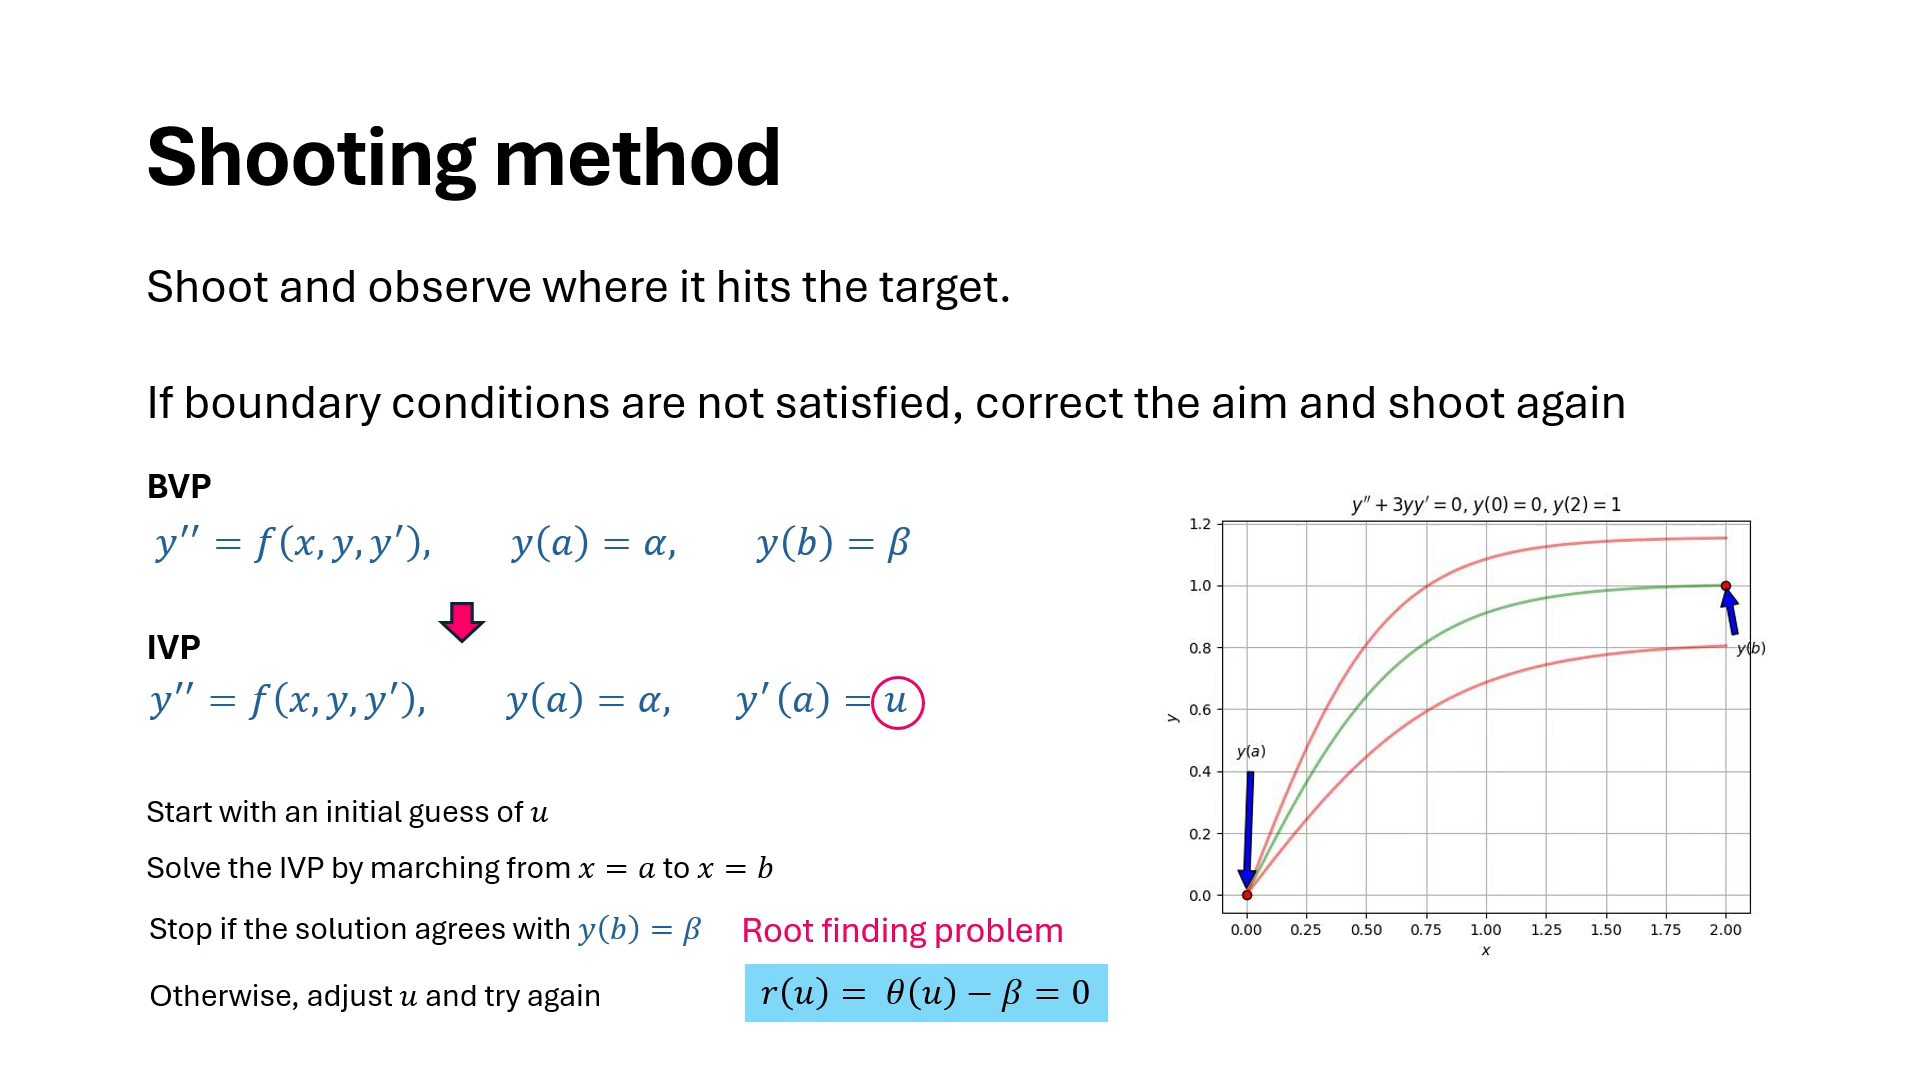 Shooting method
Shoot and observe where it hits the target.
If boundary conditions are not satisfied, correct the aim and shoot again
BVP
y′′ = f(x, y, y′),  y(a) = α,  y(b) = β
IVP
y′′ = f(x, y, y′),  y(a) = α,  y′(a) = u
Start with an initial guess of u
Solve the IVP by marching from x = a to x = b
Stop if the solution agrees with y(b) = β
Root finding problem
Otherwise, adjust u and try again
r(u) = θ(u) − β = 0
y′′ + 3yy′ = 0, y(0) = 0, y(2) = 1
1.2
1.0
0.8
0.6
0.4
0.2
0.0
y
y(a)
y(b)
0.00 0.25 0.50 0.75 1.00 1.25 1.50 1.75 2.00
x